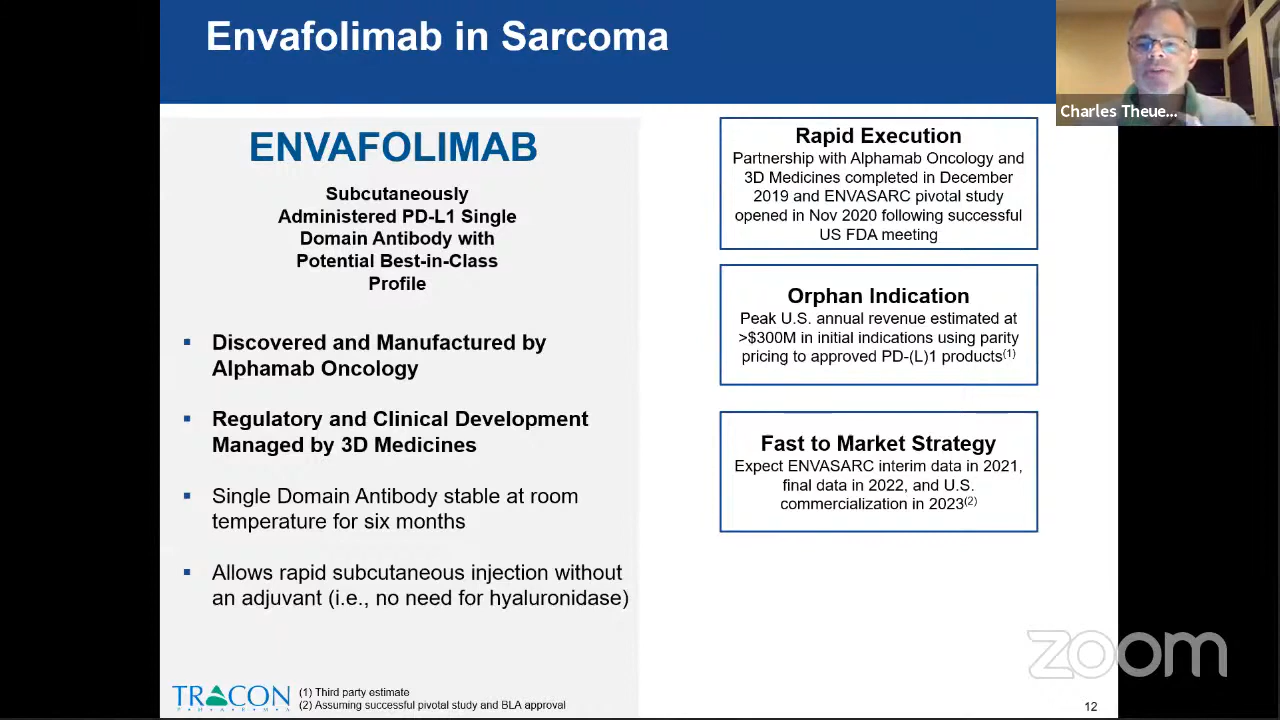 Envafolimab in Sarcoma
Charles Theue...
ENVAFOLIMAB
Subcutaneously
Administered PD-L1 Single
Domain Antibody with
Potential Best-in-Class
Profile
▪ Discovered and Manufactured by
Alphamab Oncology
▪ Regulatory and Clinical Development
Managed by 3D Medicines
▪ Single Domain Antibody stable at room
temperature for six months
▪ Allows rapid subcutaneous injection without
an adjuvant (i.e., no need for hyaluronidase)
Rapid Execution
Partnership with Alphamab Oncology and
3D Medicines completed in December
2019 and ENVASARC pivotal study
opened in Nov 2020 following successful
US FDA meeting
Orphan Indication
Peak U.S. annual revenue estimated at
>$300M in initial indications using parity
pricing to approved PD-(L)1 products(1)
Fast to Market Strategy
Expect ENVASARC interim data in 2021,
final data in 2022, and U.S.
commercialization in 2023(2)
zoom
TRACON
PHARMA
(1) Third party estimate
(2) Assuming successful pivotal study and BLA approval
12